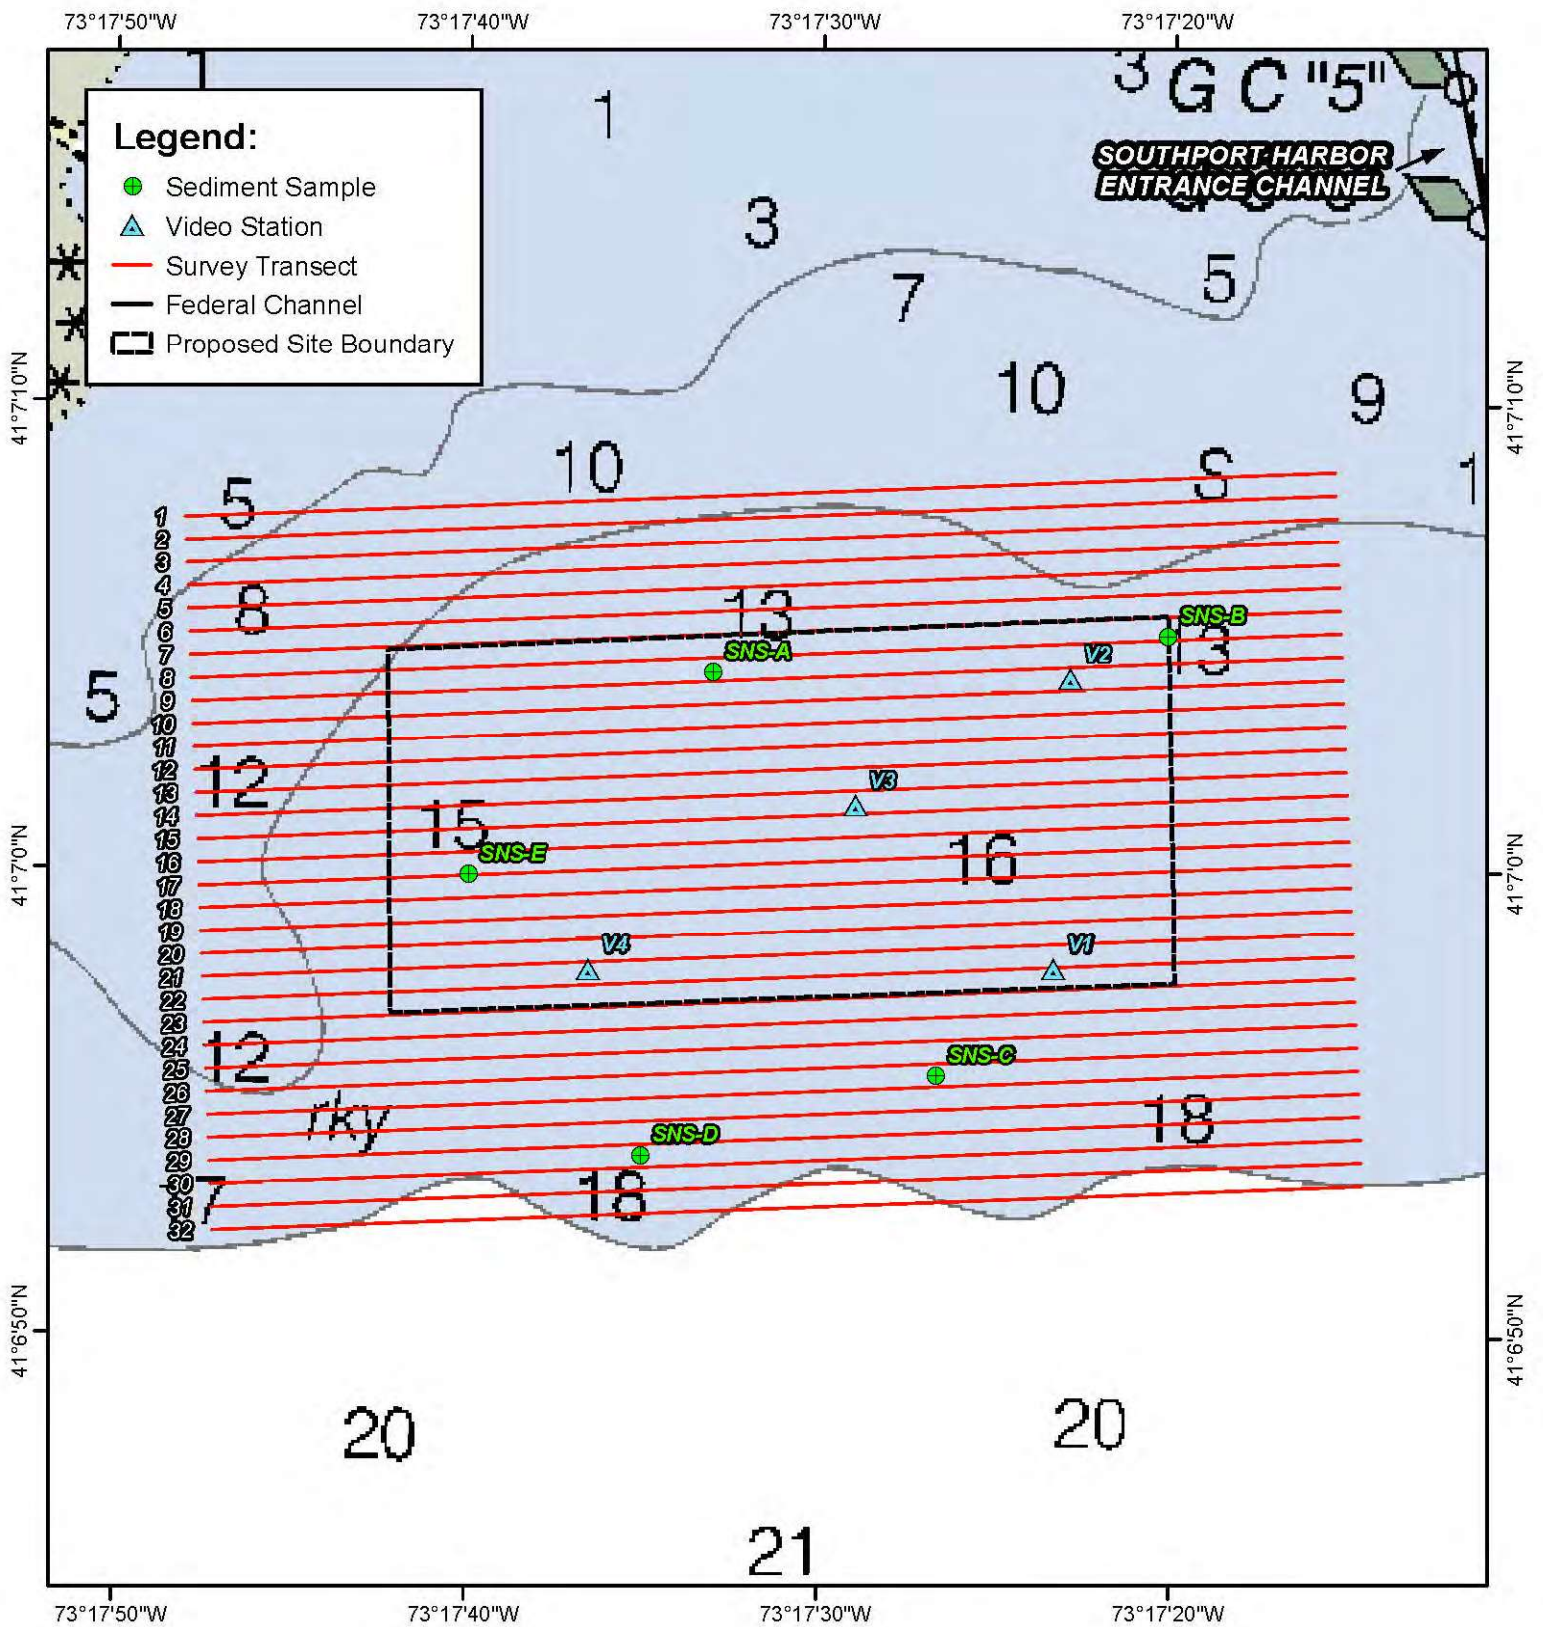 73°17'50"W 73°17'40"W 73°17'30"W 73°17'20"W
1
3 G C "5"
Legend:
Sediment Sample
Video Station
Survey Transect
Federal Channel
Proposed Site Boundary
SOUTHPORT HARBOR
ENTRANCE CHANNEL
3
5
7
41°7'10"N 41°7'10"N
10 9
10
S 1
5
1
2
3
4
5
6
7
8
9
10
11
12
13
14
15
16
17
18
19
20
21
22
23
24
25
26
27
28
29
30
31
32
8
13
SNS-B
13
SNS-A
V2
5
12
V3
15
SNS-E
16
41°7'0"N 41°7'0"N
V4 V1
12
SNS-C
rky
18
SNS-D
18
7
41°6'50"N 41°6'50"N
20 20
21
73°17'50"W 73°17'40"W 73°17'30"W 73°17'20"W